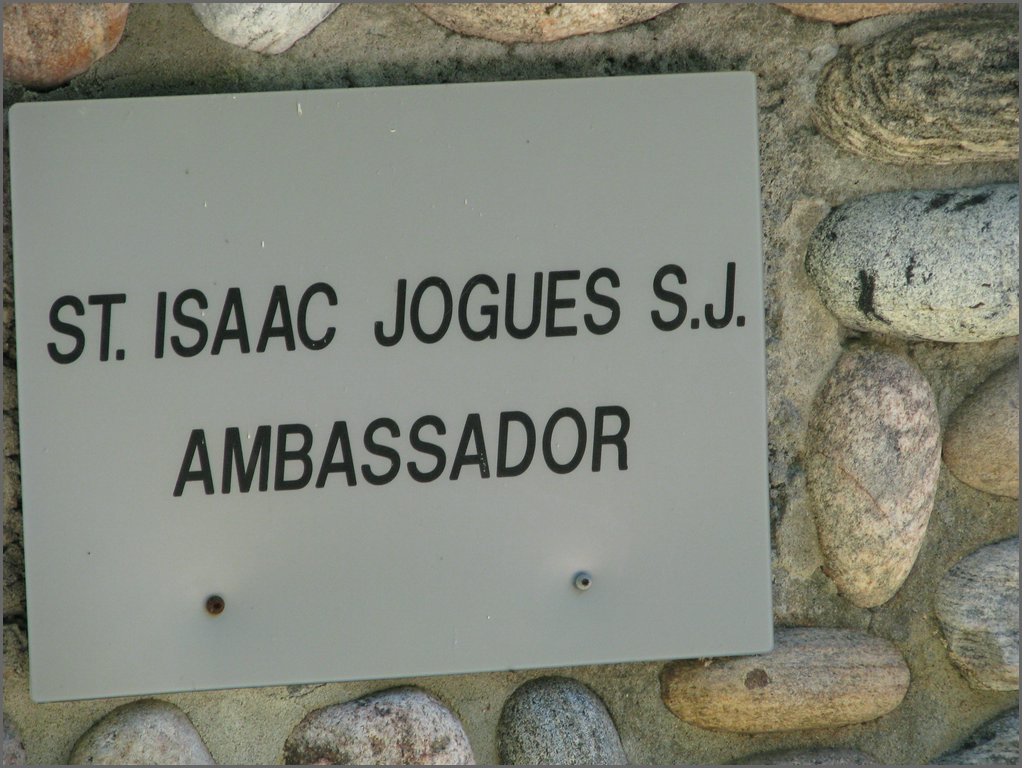 ST. ISAAC JOGUES S.J.
AMBASSADOR